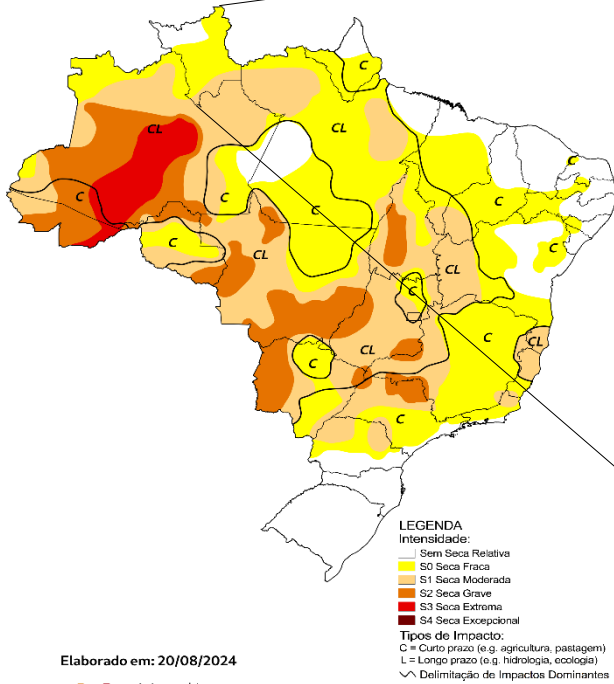 C
CL
CL
C
C
C
C
C
C
CL
CL
C
C
CL
C
CL
C
LEGENDA
Intensidade:
Sem Seca Relativa
S0 Seca Fraca
S1 Seca Moderada
S2 Seca Grave
S3 Seca Extrema
S4 Seca Excepcional
Tipos de Impacto:
C = Curto prazo (e.g. agricultura, pastagem)
L = Longo prazo (e.g. hidrologia, ecologia)
Delimitação de Impactos Dominantes
Elaborado em: 20/08/2024